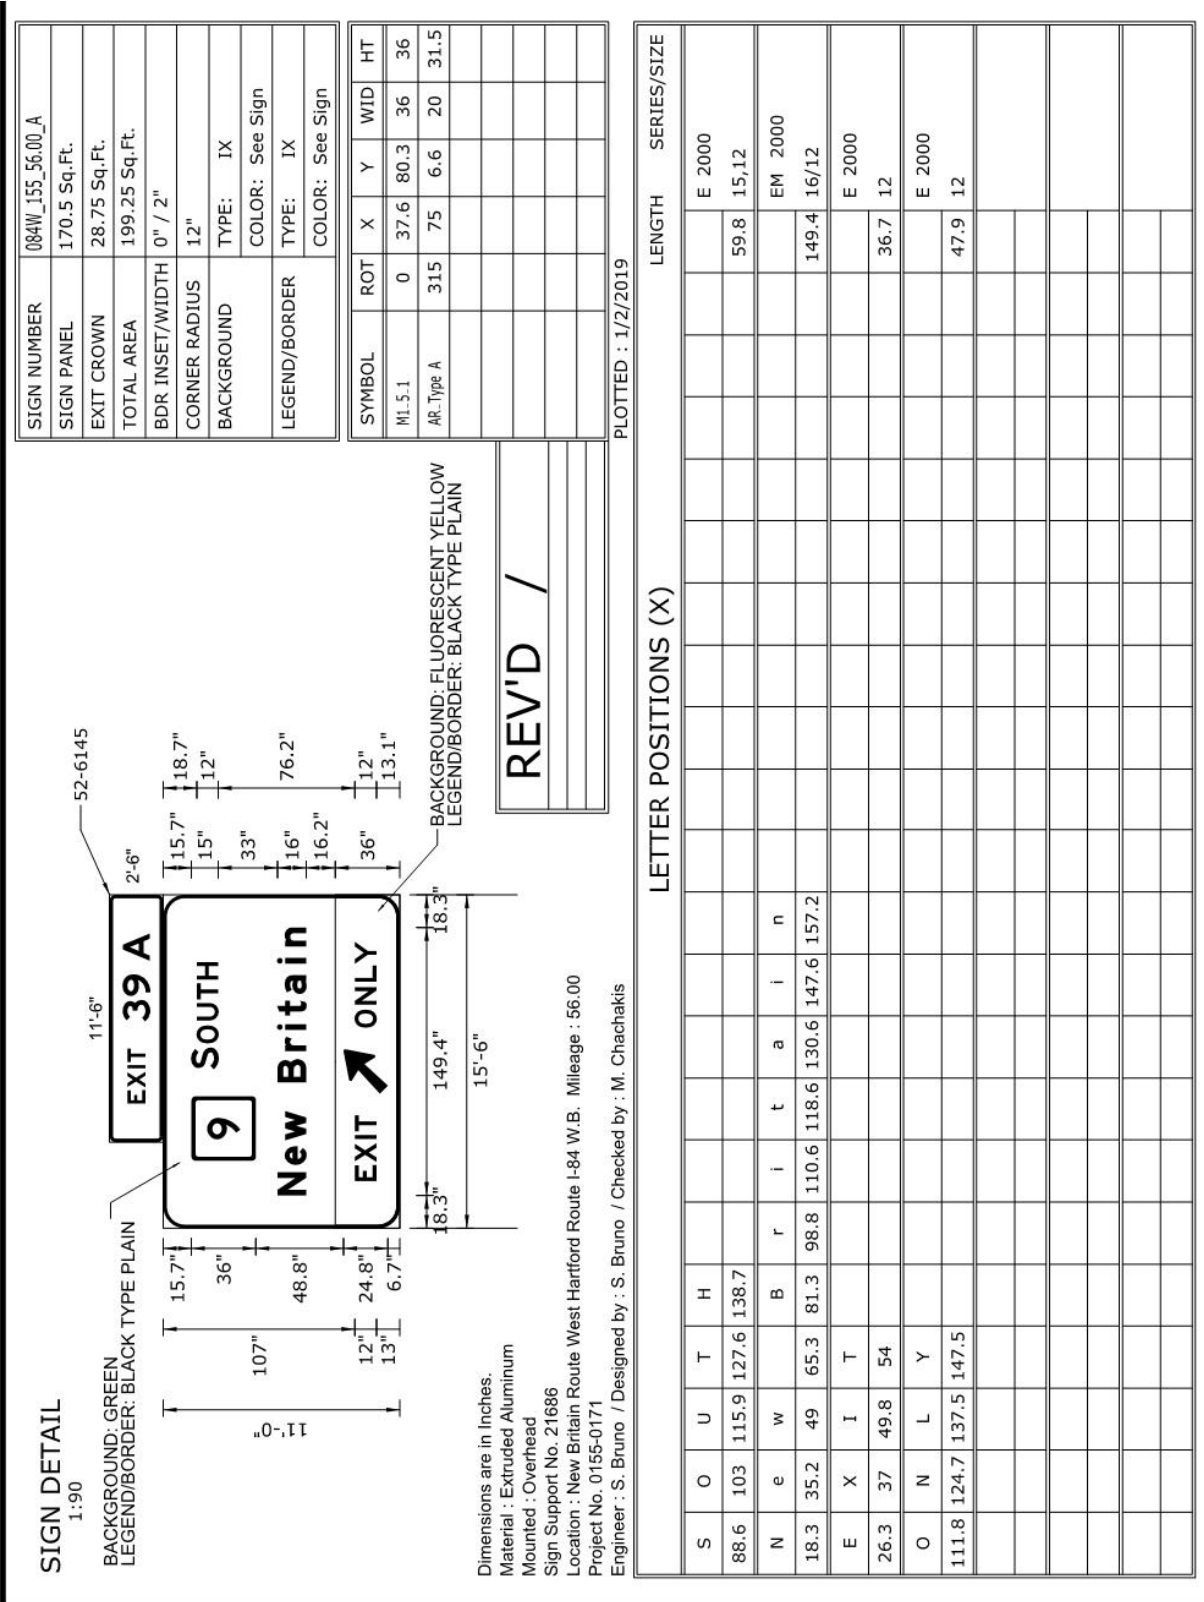 SIGN DETAIL
1:90
BACKGROUND: GREEN
LEGEND/BORDER: BLACK TYPE PLAIN
52-6145
11'-6"
2'-6"
EXIT 39 A
9 SOUTH
New Britain
EXIT ONLY
11'-0"
107"
12"
13"
15.7"
36"
48.8"
24.8"
6.7"
15.7"
15"
33"
16"
16.2"
36"
18.7"
12"
76.2"
12"
13.1"
18.3" 149.4" 18.3"
15'-6"
BACKGROUND: FLUORESCENT YELLOW
LEGEND/BORDER: BLACK TYPE PLAIN
Dimensions are in Inches.
Material : Extruded Aluminum
Mounted : Overhead
Sign Support No. 21686
Location : New Britain Route West Hartford Route I-84 W.B. Mileage : 56.00
Project No. 0155-0171
Engineer : S. Bruno / Designed by : S. Bruno / Checked by : M. Chachakis
REV'D /
SIGN NUMBER 084W_155_56.00_A
SIGN PANEL 170.5 Sq.Ft.
EXIT CROWN 28.75 Sq.Ft.
TOTAL AREA 199.25 Sq.Ft.
BDR INSET/WIDTH 0" / 2"
CORNER RADIUS 12"
BACKGROUND TYPE: IX
COLOR: See Sign
LEGEND/BORDER TYPE: IX
COLOR: See Sign
SYMBOL ROT X Y WID HT
M1-5.1 0 37.6 80.3 36 36
AR-Type A 315 75 6.6 20 31.5
PLOTTED : 1/2/2019
LETTER POSITIONS (X) LENGTH SERIES/SIZE
S O U T H E 2000
88.6 103 115.9 127.6 138.7 59.8 15,12
N e w B r i t a i n EM 2000
18.3 35.2 49 65.3 81.3 98.8 110.6 118.6 130.6 147.6 157.2 149.4 16/12
E X I T E 2000
26.3 37 49.8 54 36.7 12
O N L Y E 2000
111.8 124.7 137.5 147.5 47.9 12